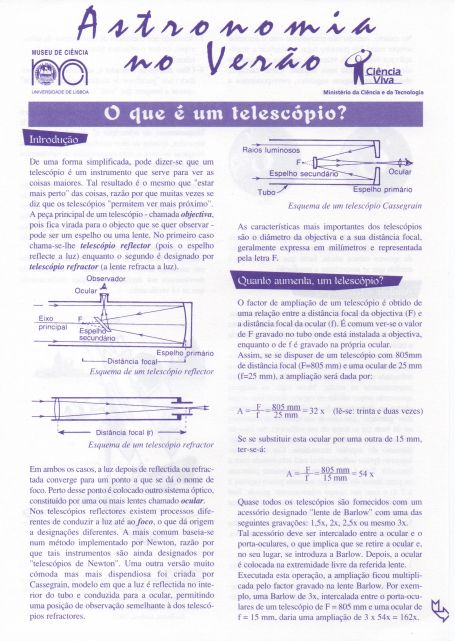 Astronomia
no Verão
MUSEU DE CIÊNCIA
UNIVERSIDADE DE LISBOA
Ciência
Viva
Ministério da Ciência e da Tecnologia
O que é um telescópio?
Introdução
De uma forma simplificada, pode dizer-se que um
telescópio é um instrumento que serve para ver as
coisas maiores. Tal resultado é o mesmo que "estar
mais perto" das coisas, razão por que muitas vezes se
diz que os telescópios "permitem ver mais próximo".
A peça principal de um telescópio - chamada objectiva,
pois fica virada para o objecto que se quer observar -
pode ser um espelho ou uma lente. No primeiro caso
chama-se-lhe telescópio reflector (pois o espelho
reflecte a luz) enquanto o segundo é designado por
telescópio refractor (a lente refracta a luz).
Observador
Ocular
Eixo
principal
F
Espelho
secundário
Espelho primário
Distância focal
Esquema de um telescópio reflector
Distância focal (F)
Esquema de um telescópio refractor
Em ambos os casos, a luz depois de reflectida ou refrac-
tada converge para um ponto a que se dá o nome de
foco. Perto desse ponto é colocado outro sistema óptico,
constituído por uma ou mais lentes chamado ocular.
Nos telescópios reflectores existem processos dife-
rentes de conduzir a luz até ao foco, o que dá origem
a designações diferentes. A mais comum baseia-se
num método implementado por Newton, razão por
que tais instrumentos são ainda designados por
"telescópios de Newton". Uma outra versão muito
cómoda mas mais dispendiosa foi criada por
Cassegrain, modelo em que a luz é reflectida no inte-
rior do tubo e conduzida para a ocular, permitindo
uma posição de observação semelhante à dos telescó-
pios refractores.
Raios luminosos
F
Espelho secundário
Ocular
Tubo
Espelho primário
Esquema de um telescópio Cassegrain
As características mais importantes dos telescópios
são o diâmetro da objectiva e a sua distância focal,
geralmente expressa em milímetros e representada
pela letra F.
Quanto aumenta, um telescópio?
O factor de ampliação de um telescópio é obtido de
uma relação entre a distância focal da objectiva (F) e
a distância focal da ocular (f). É comum ver-se o valor
de F gravado no tubo onde está instalada a objectiva,
enquanto o de f é gravado na própria ocular.
Assim, se se dispuser de um telescópio com 805mm
de distância focal (F=805 mm) e uma ocular de 25 mm
(f=25 mm), a ampliação será dada por:
A = F/f = 805 mm/25 mm = 32 x (lê-se: trinta e duas vezes)
Se se substituir esta ocular por uma outra de 15 mm,
ter-se-á:
A = F/f = 805 mm/15 mm = 54 x
Quase todos os telescópios são fornecidos com um
acessório designado "lente de Barlow" com uma das
seguintes gravações: 1,5x, 2x, 2,5x ou mesmo 3x.
Tal acessório deve ser intercalado entre a ocular e o
porta-oculares, o que implica que se retire a ocular e,
no seu lugar, se introduza a Barlow. Depois, a ocular
é colocada na extremidade livre da referida lente.
Executada esta operação, a ampliação ficou multipli-
cada pelo factor gravado na lente Barlow. Por exem-
plo, uma Barlow de 3x, intercalada entre o porta-ocu-
lares de um telescópio de F = 805 mm e uma ocular de
f = 15 mm, daria uma ampliação de 3 x 54x = 162x.